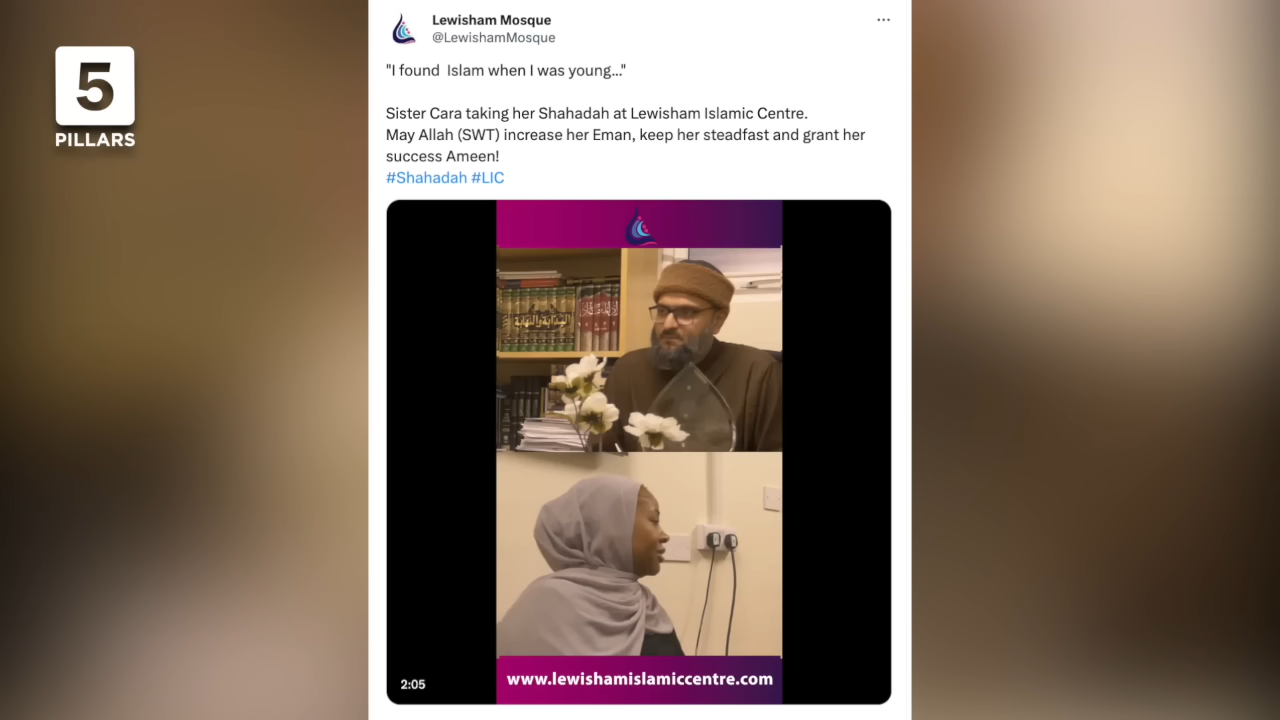 5
PILLARS
Lewisham Mosque
@LewishamMosque
"I found Islam when I was young..."
Sister Cara taking her Shahadah at Lewisham Islamic Centre.
May Allah (SWT) increase her Eman, keep her steadfast and grant her
success Ameen!
#Shahadah #LIC
البداية والنهاية
2:05
www.lewishamislamiccentre.com